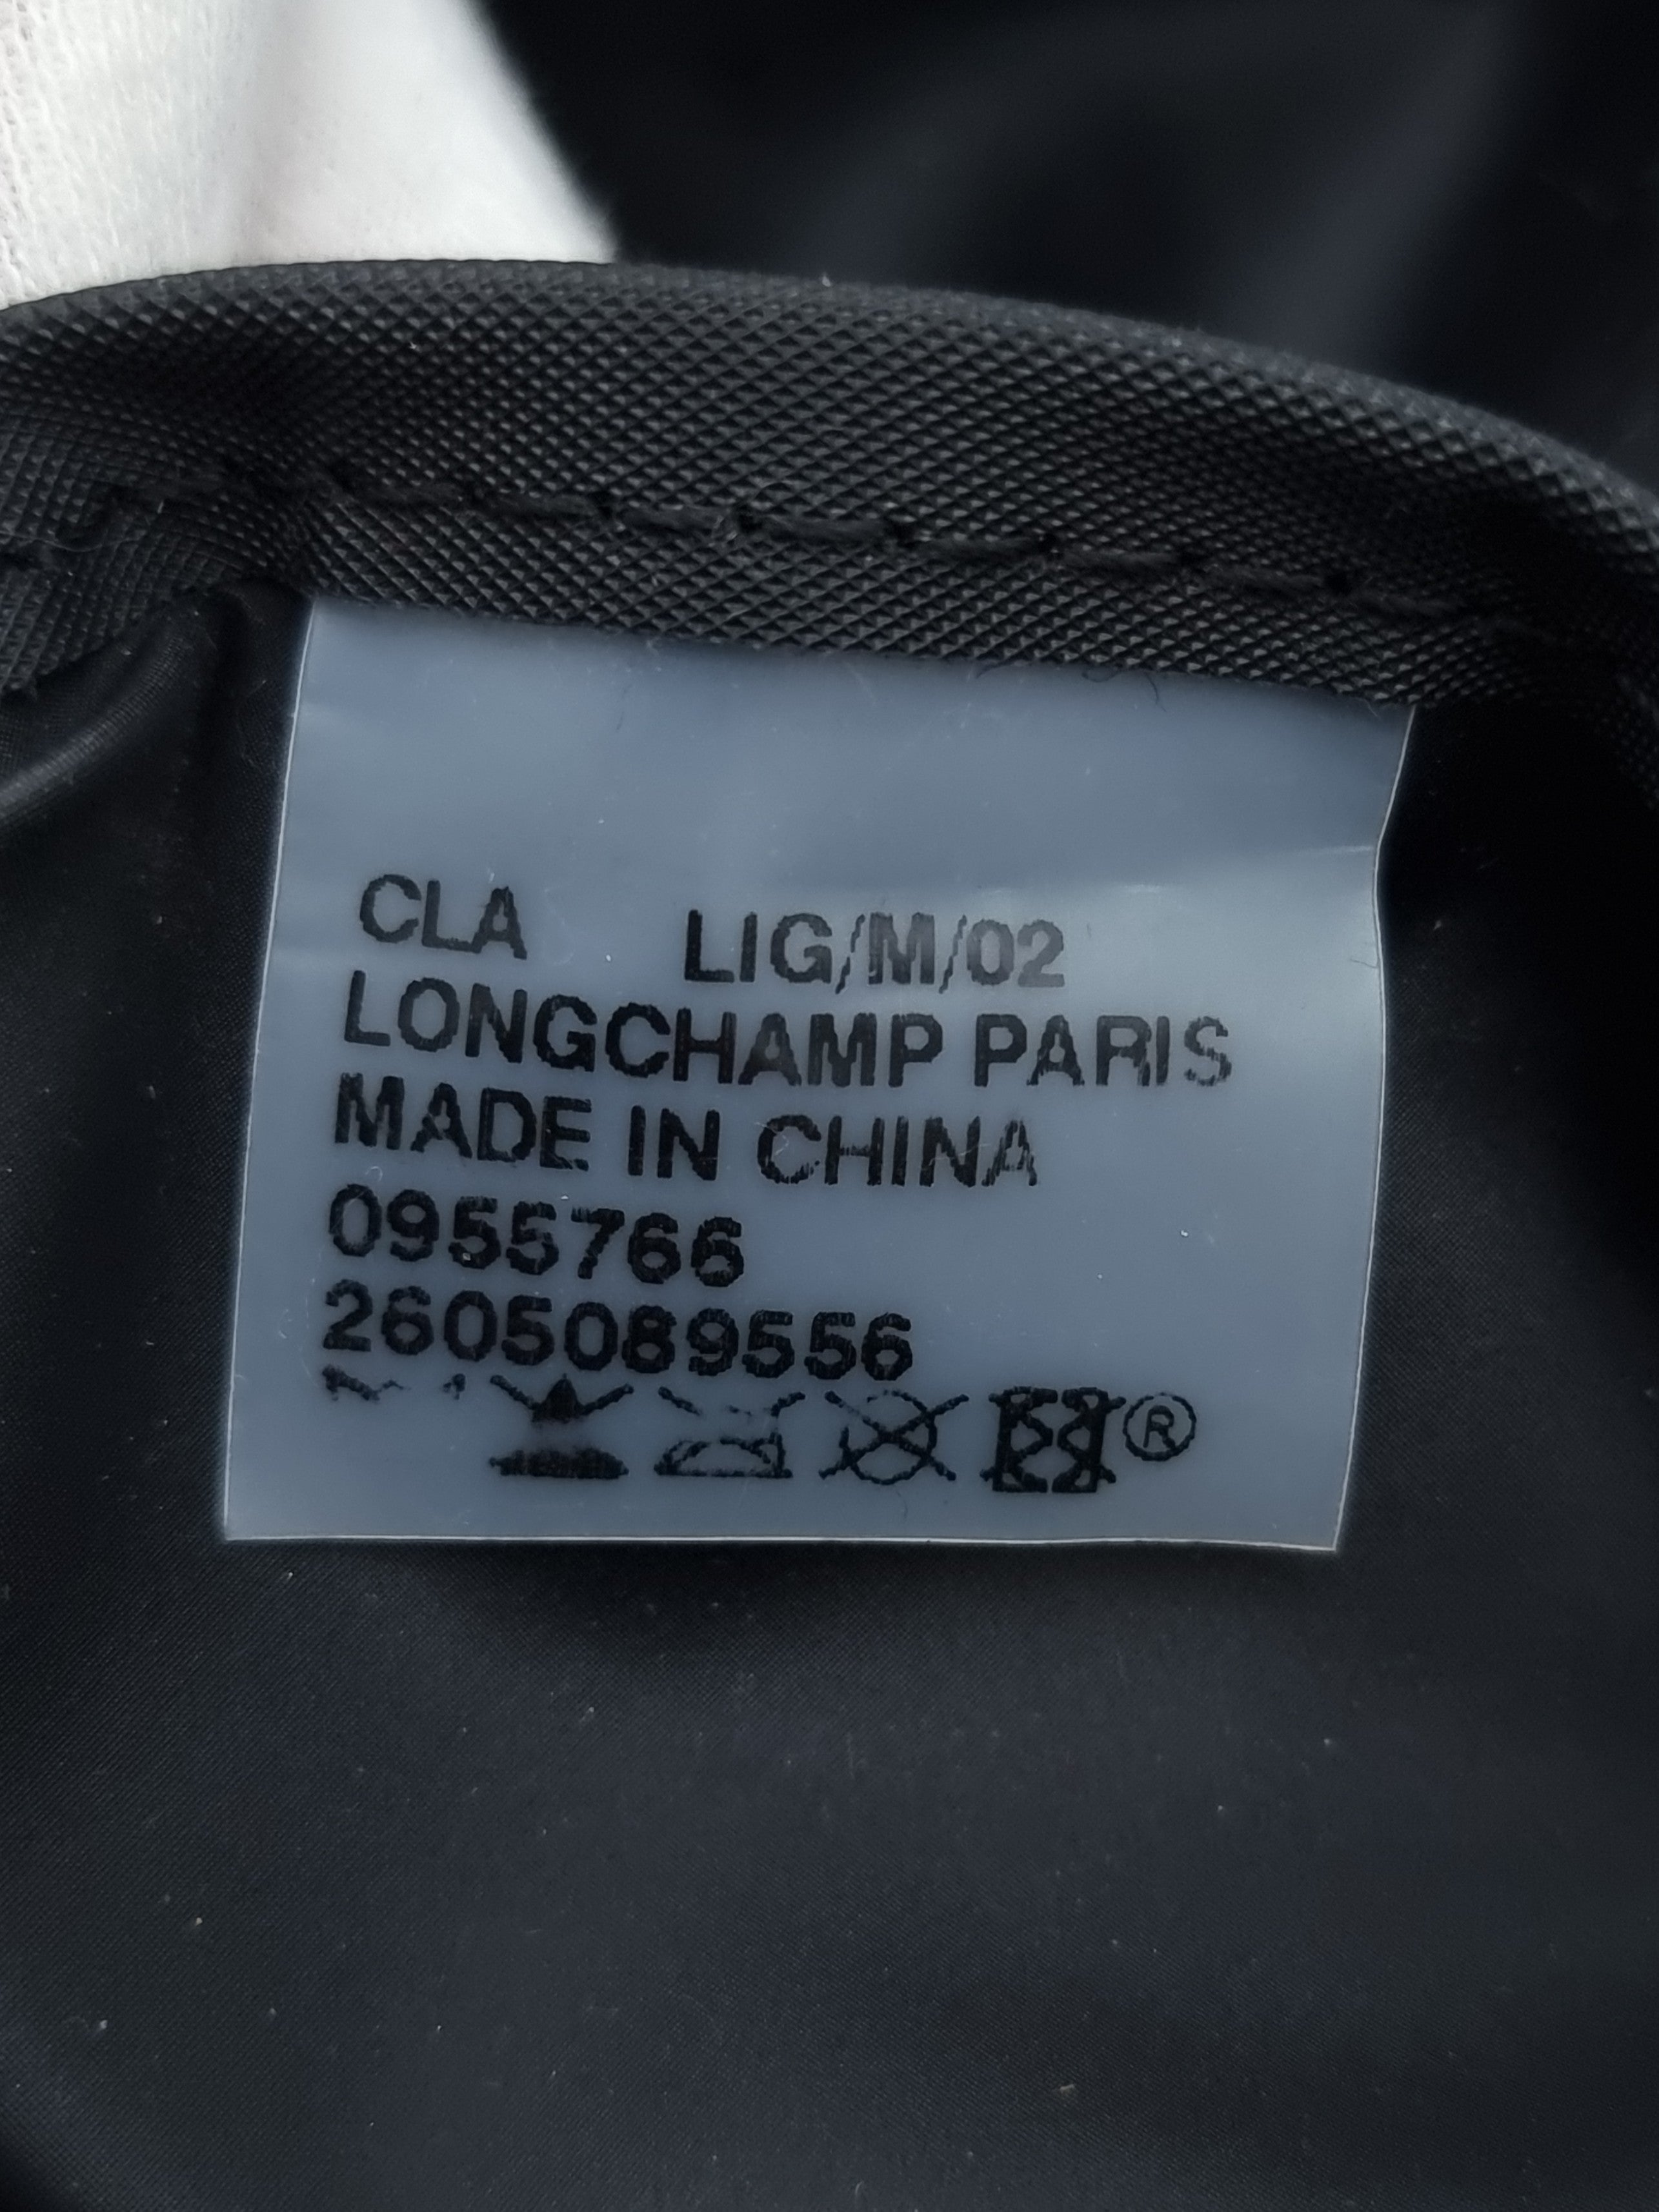 CLA LIG/M/02
LONGCHAMP PARIS
MADE IN CHINA
0955766
2605089556
®